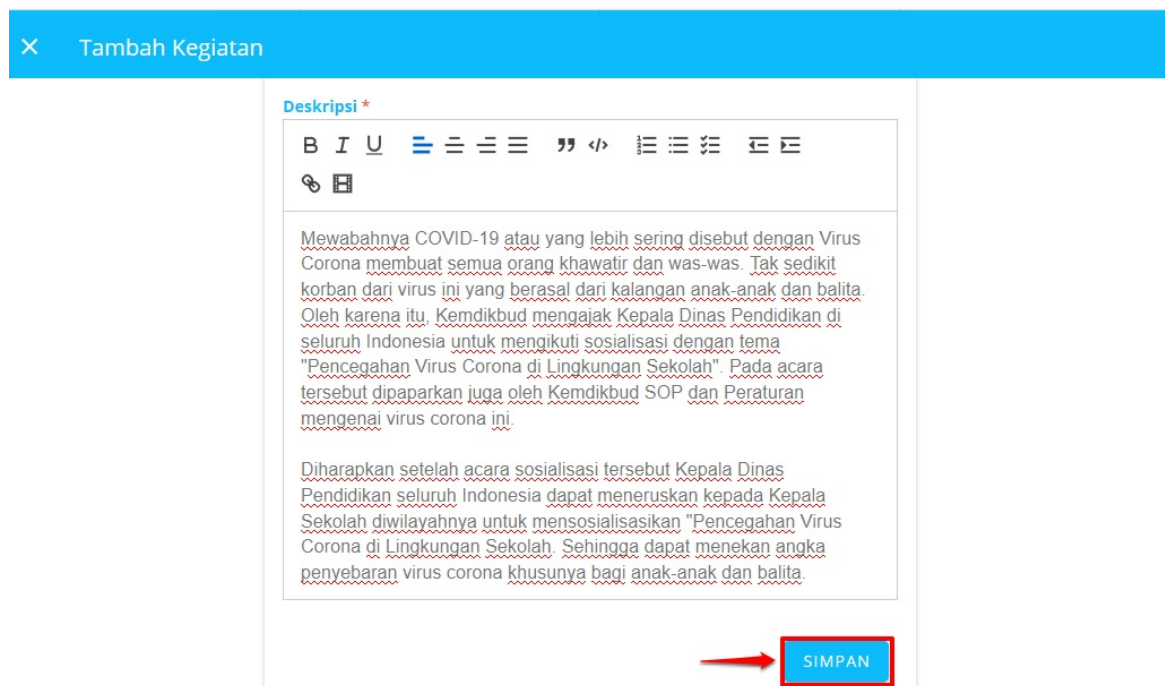 Tambah Kegiatan
Deskripsi *
Mewabahnya COVID-19 atau yang lebih sering disebut dengan Virus
Corona membuat semua orang khawatir dan was-was. Tak sedikit
korban dari virus ini yang berasal dari kalangan anak-anak dan balita.
Oleh karena itu, Kemdikbud mengajak Kepala Dinas Pendidikan di
seluruh Indonesia untuk mengikuti sosialisasi dengan tema
"Pencegahan Virus Corona di Lingkungan Sekolah". Pada acara
tersebut dipaparkan juga oleh Kemdikbud SOP dan Peraturan
mengenai virus corona ini.
Diharapkan setelah acara sosialisasi tersebut Kepala Dinas
Pendidikan seluruh Indonesia dapat meneruskan kepada Kepala
Sekolah diwilayahnya untuk mensosialisasikan "Pencegahan Virus
Corona di Lingkungan Sekolah. Sehingga dapat menekan angka
penyebaran virus corona khusunya bagi anak-anak dan balita.
SIMPAN